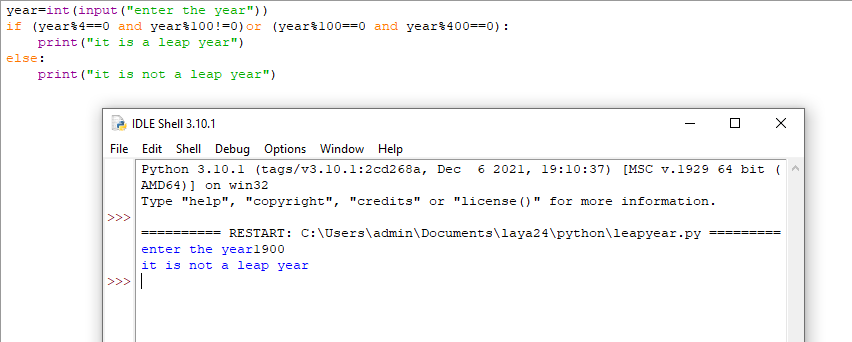 year=int(input("enter the year"))
if (year%4==0 and year%100!=0)or (year%100==0 and year%400==0):
    print("it is a leap year")
else:
    print("it is not a leap year")
IDLE Shell 3.10.1
File Edit Shell Debug Options Window Help
Python 3.10.1 (tags/v3.10.1:2cd268a, Dec  6 2021, 19:10:37) [MSC v.1929 64 bit (
AMD64)] on win32
Type "help", "copyright", "credits" or "license()" for more information.
>>>
========== RESTART: C:\Users\admin\Documents\laya24\python\leapyear.py =========
enter the year1900
it is not a leap year
>>>